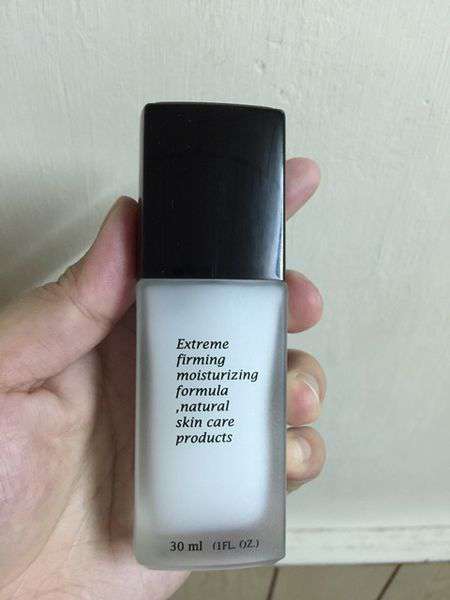 Extreme
firming
moisturizing
formula
,natural
skin care
products
30 ml (1FL. OZ.)